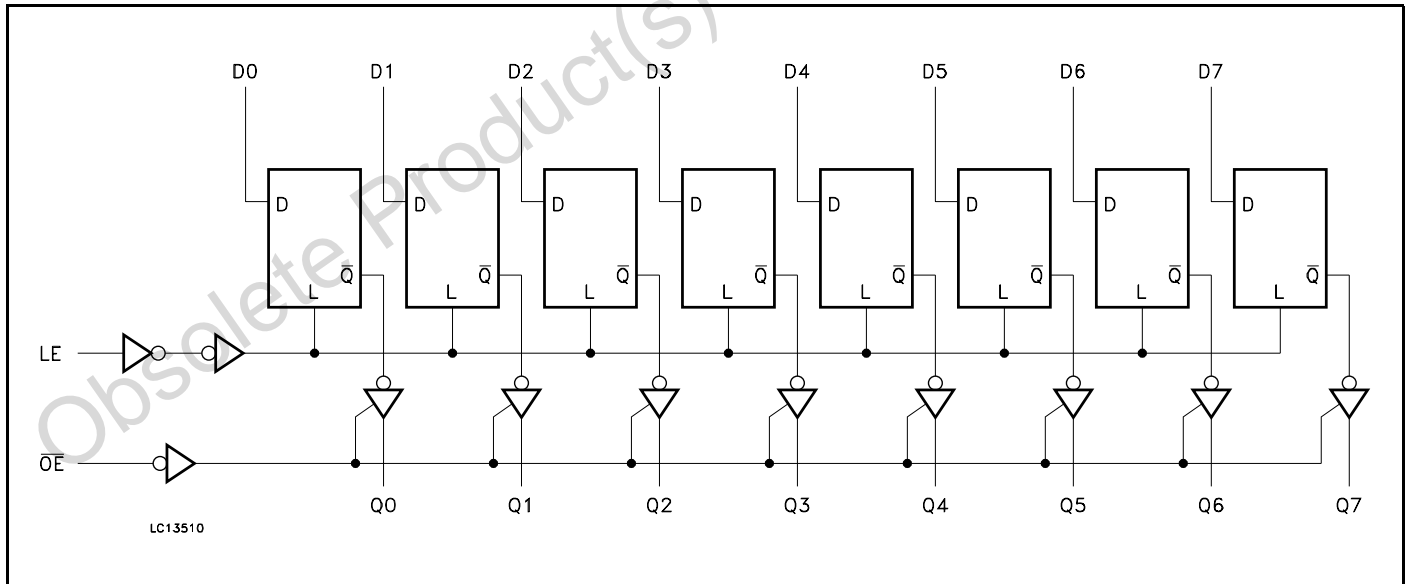 Obsolete Product(s)
D0 D1 D2 D3 D4 D5 D6 D7
D D D D D D D D
Q̅ Q̅ Q̅ Q̅ Q̅ Q̅ Q̅ Q̅
L L L L L L L L
LE
O̅E̅
Q0 Q1 Q2 Q3 Q4 Q5 Q6 Q7
LC13510